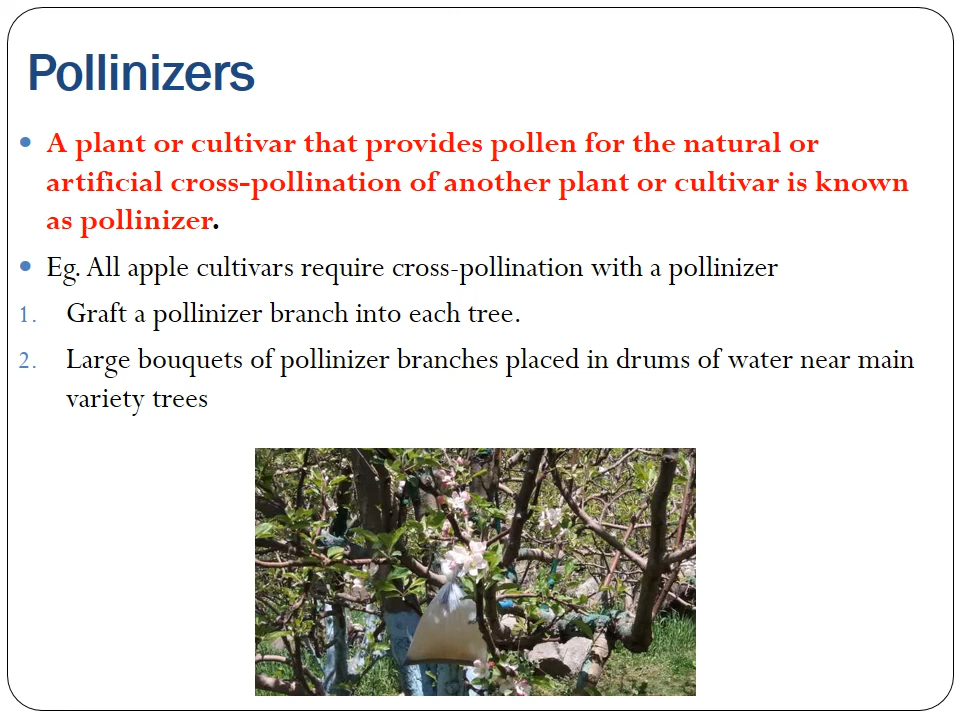 Pollinizers
• A plant or cultivar that provides pollen for the natural or
artificial cross-pollination of another plant or cultivar is known
as pollinizer.
• Eg. All apple cultivars require cross-pollination with a pollinizer
1. Graft a pollinizer branch into each tree.
2. Large bouquets of pollinizer branches placed in drums of water near main
variety trees